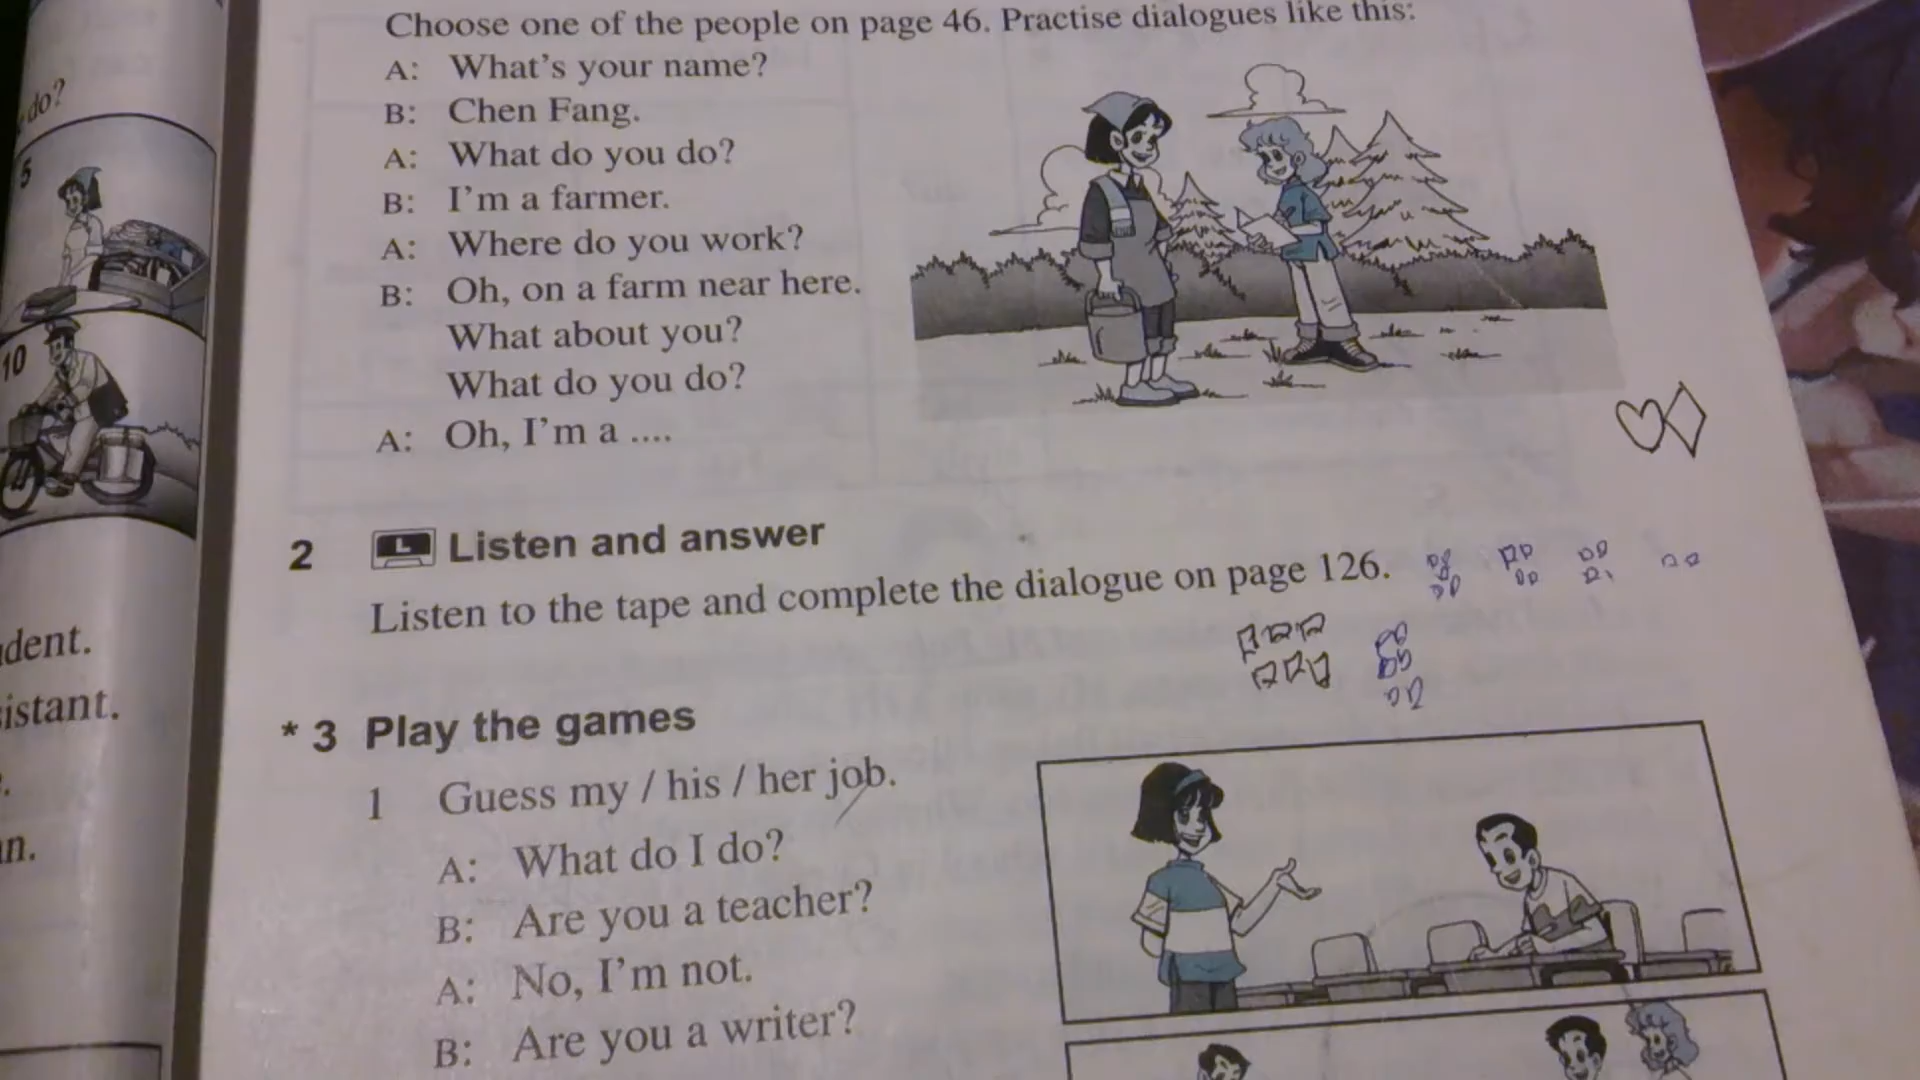 do?
5
10
dent.
istant.
n.
Choose one of the people on page 46. Practise dialogues like this:
A: What's your name?
B: Chen Fang.
A: What do you do?
B: I'm a farmer.
A: Where do you work?
B: Oh, on a farm near here.
What about you?
What do you do?
A: Oh, I'm a ....
2 L Listen and answer
Listen to the tape and complete the dialogue on page 126.
* 3 Play the games
1 Guess my / his / her job.
A: What do I do?
B: Are you a teacher?
A: No, I'm not.
B: Are you a writer?